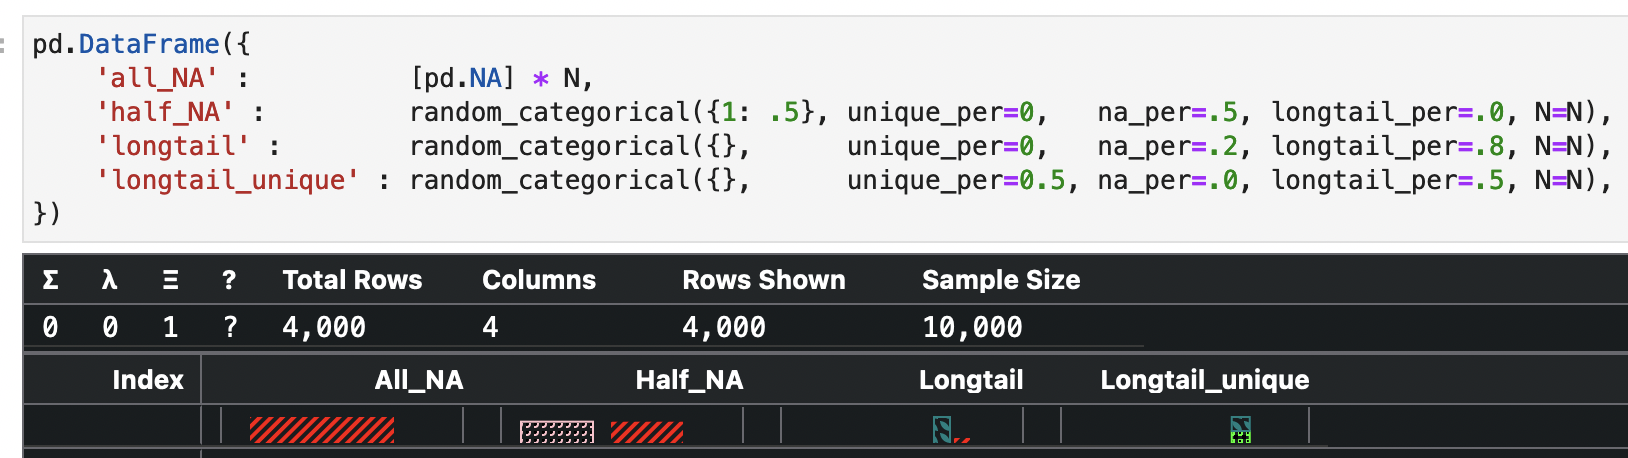 pd.DataFrame({
    'all_NA' :          [pd.NA] * N,
    'half_NA' :         random_categorical({1: .5}, unique_per=0,   na_per=.5, longtail_per=.0, N=N),
    'longtail' :        random_categorical({},      unique_per=0,   na_per=.2, longtail_per=.8, N=N),
    'longtail_unique' : random_categorical({},      unique_per=0.5, na_per=.0, longtail_per=.5, N=N),
})
Σ λ Ξ ? Total Rows Columns Rows Shown Sample Size
0 0 1 ? 4,000 4 4,000 10,000
Index All_NA Half_NA Longtail Longtail_unique